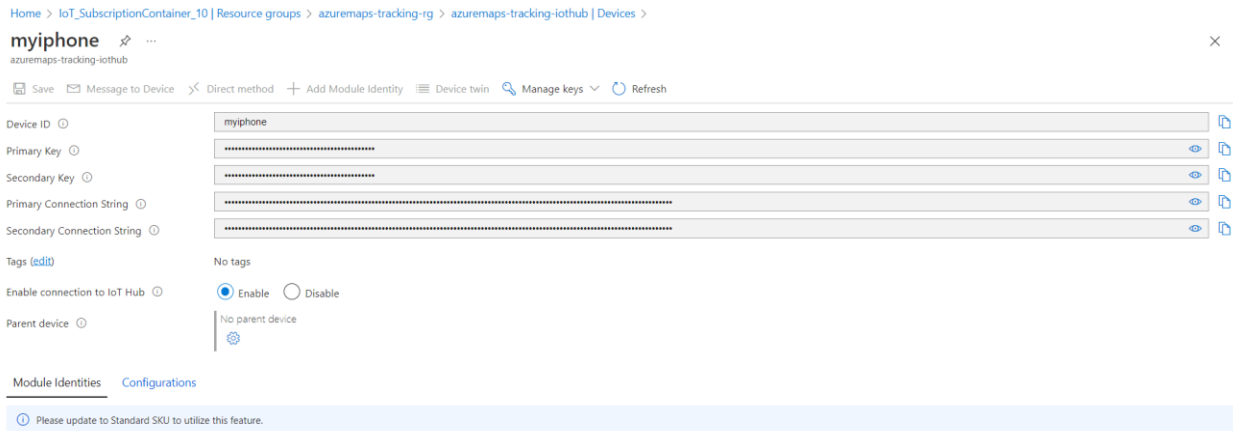 Home > IoT_SubscriptionContainer_10 | Resource groups > azuremaps-tracking-rg > azuremaps-tracking-iothub | Devices >
myiphone ...
azuremaps-tracking-iothub
Save Message to Device Direct method Add Module Identity Device twin Manage keys Refresh
Device ID myiphone
Primary Key ••••••••••••••••••••••••••••••••••••••••••••
Secondary Key ••••••••••••••••••••••••••••••••••••••••••••
Primary Connection String ••••••••••••••••••••••••••••••••••••••••••••••••••••••••••••••••••••••••••••••••••••••••••••••••••••••••••••••••••••••••••••••••••••
Secondary Connection String ••••••••••••••••••••••••••••••••••••••••••••••••••••••••••••••••••••••••••••••••••••••••••••••••••••••••••••••••••••••••••••••••••••
Tags (edit) No tags
Enable connection to IoT Hub Enable Disable
Parent device No parent device
Module Identities Configurations
Please update to Standard SKU to utilize this feature.